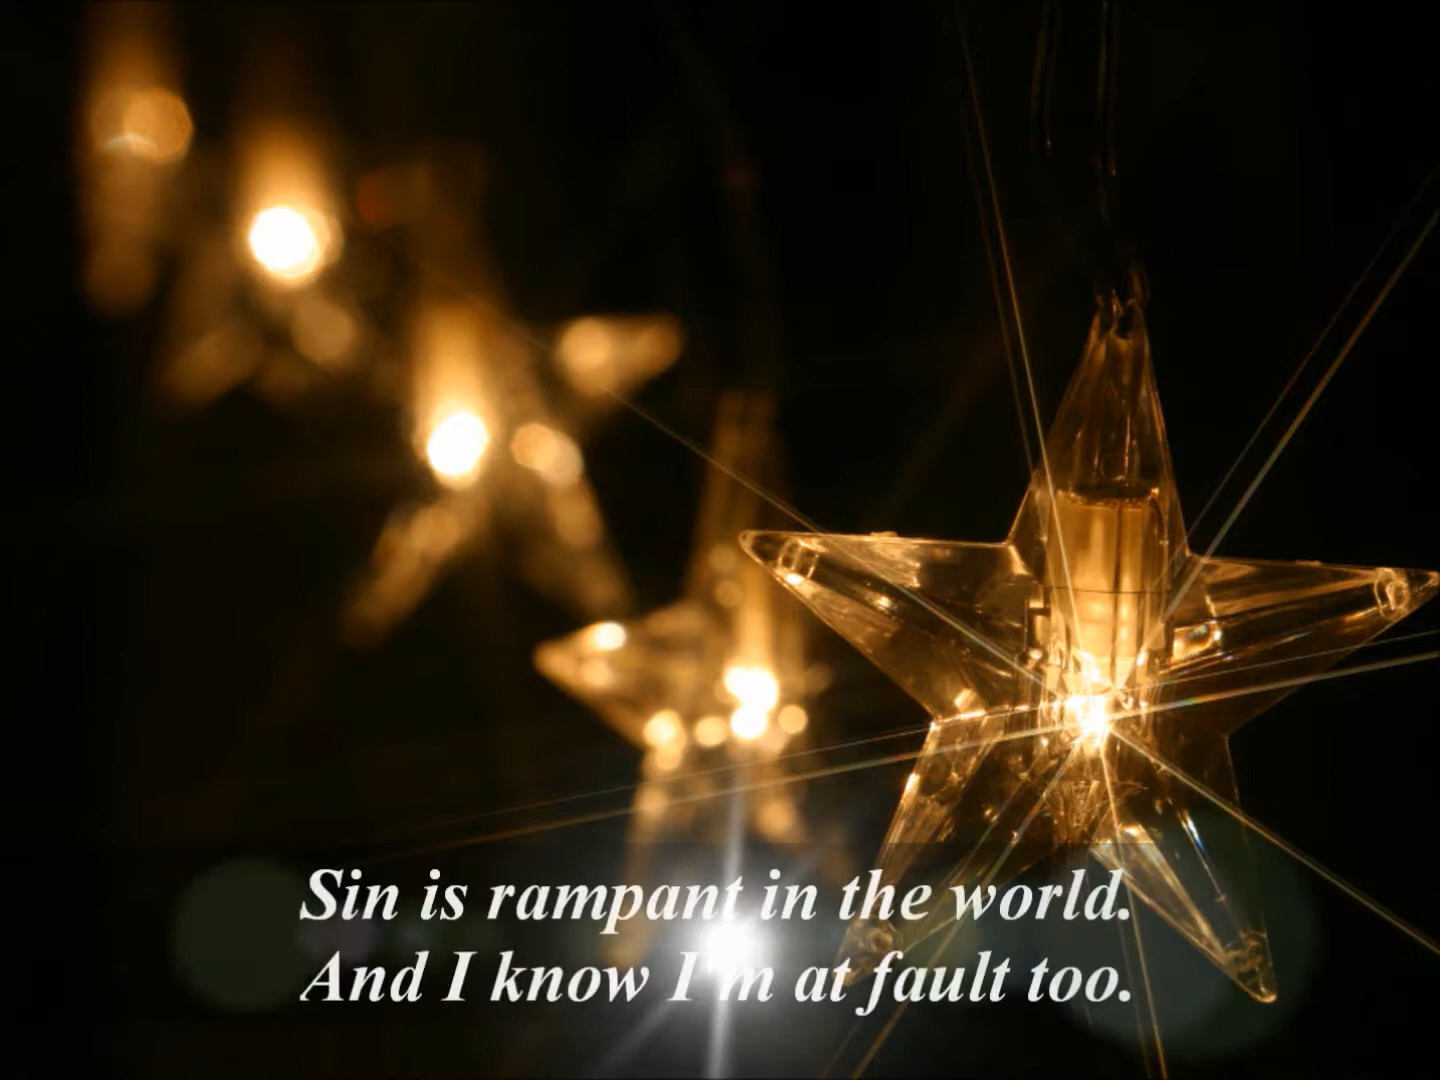 Sin is rampant in the world.
And I know I'm at fault too.